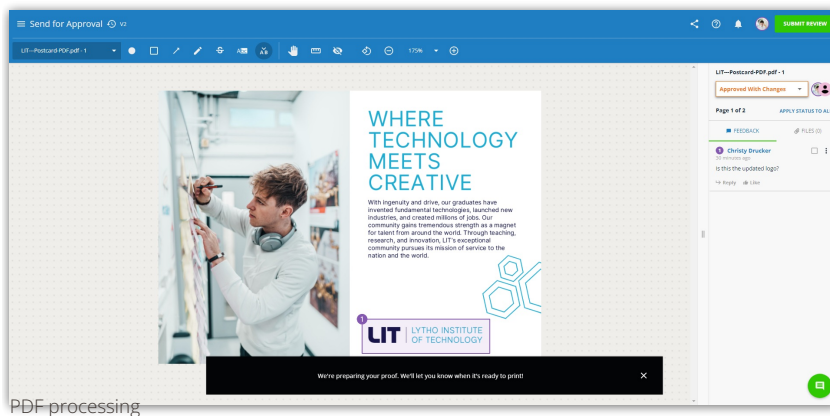 Send for Approval V2
SUBMIT REVIEW
LIT—Postcard-PDF.pdf - 1
175%
LIT—Postcard-PDF.pdf - 1
Approved With Changes
Page 1 of 2
APPLY STATUS TO AL
FEEDBACK
FILES (0)
1 Christy Drucker
30 minutes ago
Is this the updated logo?
Reply Like
WHERE
TECHNOLOGY
MEETS
CREATIVE
With ingenuity and drive, our graduates have
invented fundamental technologies, launched new
industries, and created millions of jobs. Our
community gains tremendous strength as a magnet
for talent from around the world. Through teaching,
research, and innovation, LIT's exceptional
community pursues its mission of service to the
nation and the world.
1
LIT LYTHO INSTITUTE
OF TECHNOLOGY
We're preparing your proof. We'll let you know when it's ready to print!
PDF processing